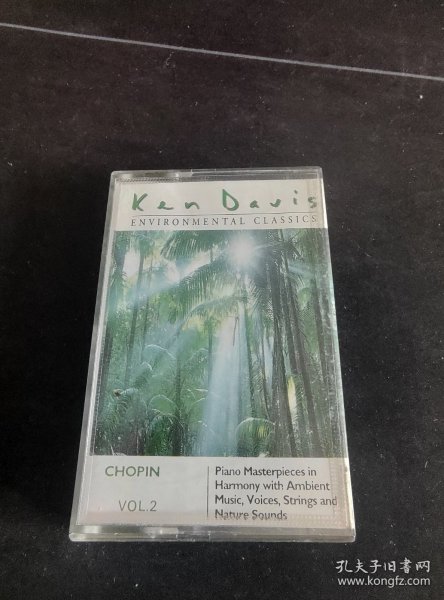 Ken Davis
ENVIRONMENTAL CLASSICS
CHOPIN
VOL.2
Piano Masterpieces in
Harmony with Ambient
Music, Voices, Strings and
Nature Sounds
孔夫子旧书网
www.kongfz.com